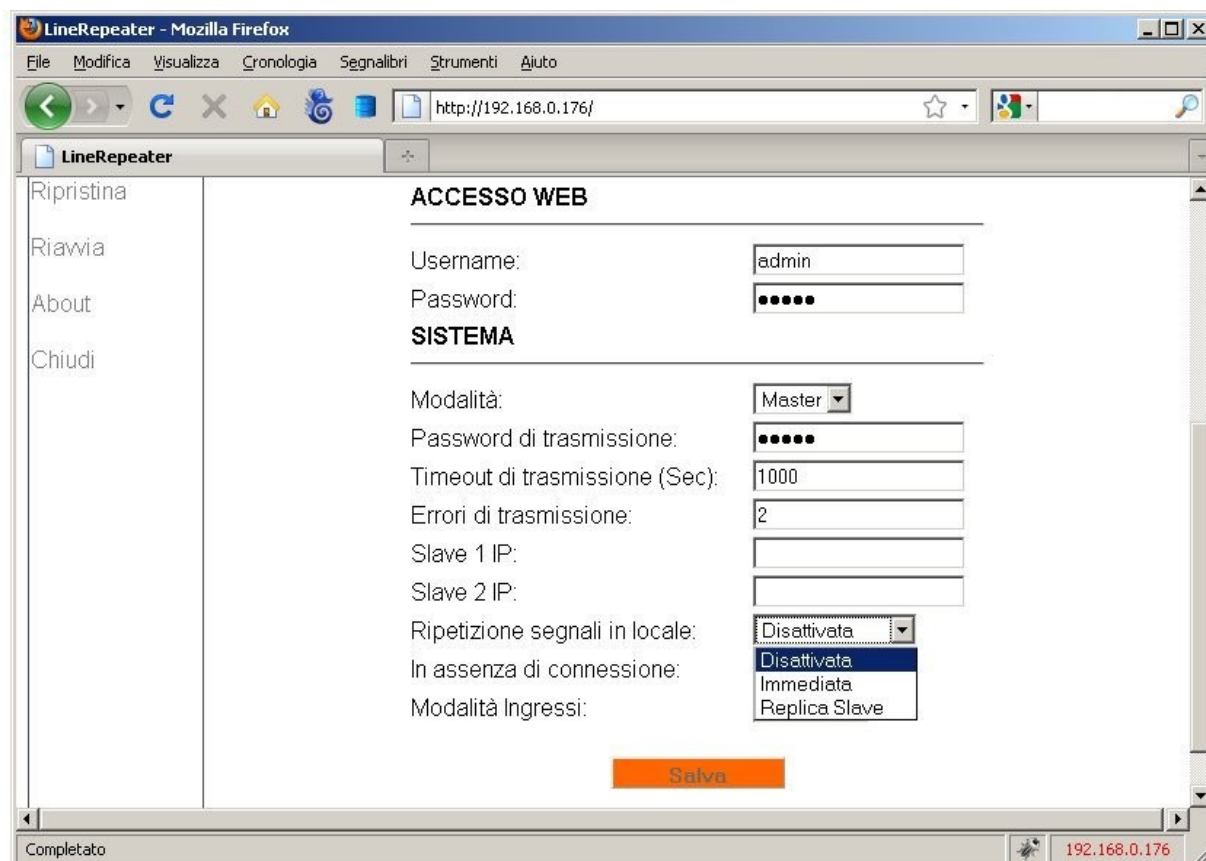 LineRepeater - Mozilla Firefox
File Modifica Visualizza Cronologia Segnalibri Strumenti Aiuto
http://192.168.0.176/
LineRepeater
Ripristina
Riavvia
About
Chiudi
ACCESSO WEB
Username: admin
Password: •••••
SISTEMA
Modalità: Master
Password di trasmissione: •••••
Timeout di trasmissione (Sec): 1000
Errori di trasmissione: 2
Slave 1 IP:
Slave 2 IP:
Ripetizione segnali in locale: Disattivata
In assenza di connessione:
Modalità Ingressi:
Disattivata
Immediata
Replica Slave
Salva
Completato 192.168.0.176